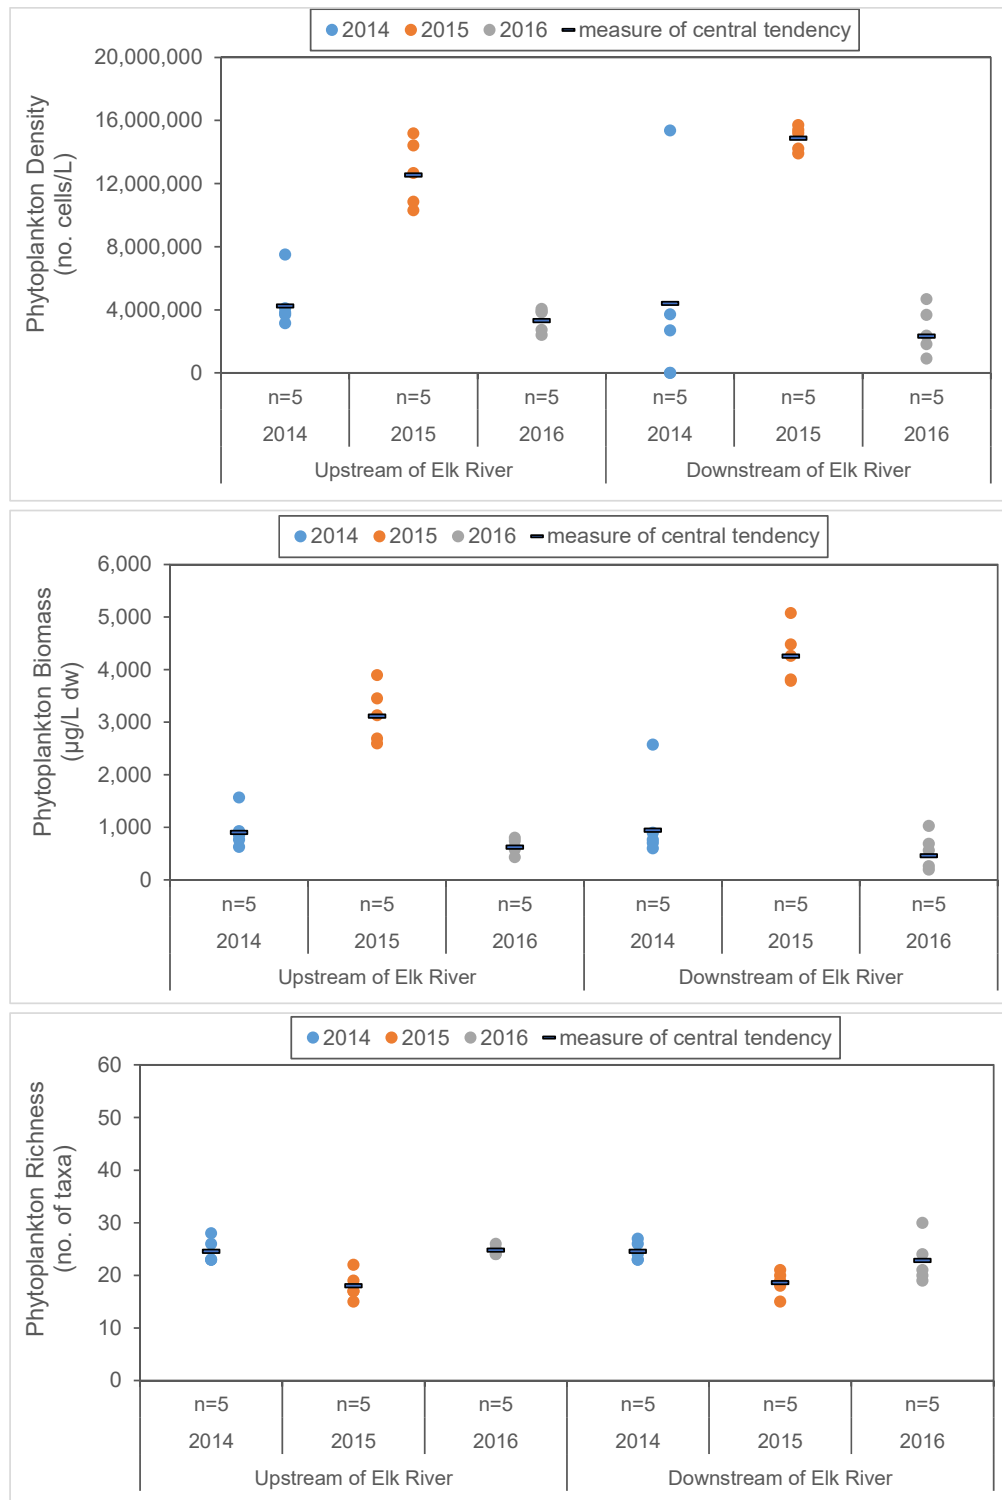 2014 2015 2016 measure of central tendency
20,000,000
16,000,000
12,000,000
8,000,000
4,000,000
0
Phytoplankton Density
(no. cells/L)
n=5 n=5 n=5 n=5 n=5 n=5
2014 2015 2016 2014 2015 2016
Upstream of Elk River Downstream of Elk River
2014 2015 2016 measure of central tendency
6,000
5,000
4,000
3,000
2,000
1,000
0
Phytoplankton Biomass
(µg/L dw)
n=5 n=5 n=5 n=5 n=5 n=5
2014 2015 2016 2014 2015 2016
Upstream of Elk River Downstream of Elk River
2014 2015 2016 measure of central tendency
60
50
40
30
20
10
0
Phytoplankton Richness
(no. of taxa)
n=5 n=5 n=5 n=5 n=5 n=5
2014 2015 2016 2014 2015 2016
Upstream of Elk River Downstream of Elk River